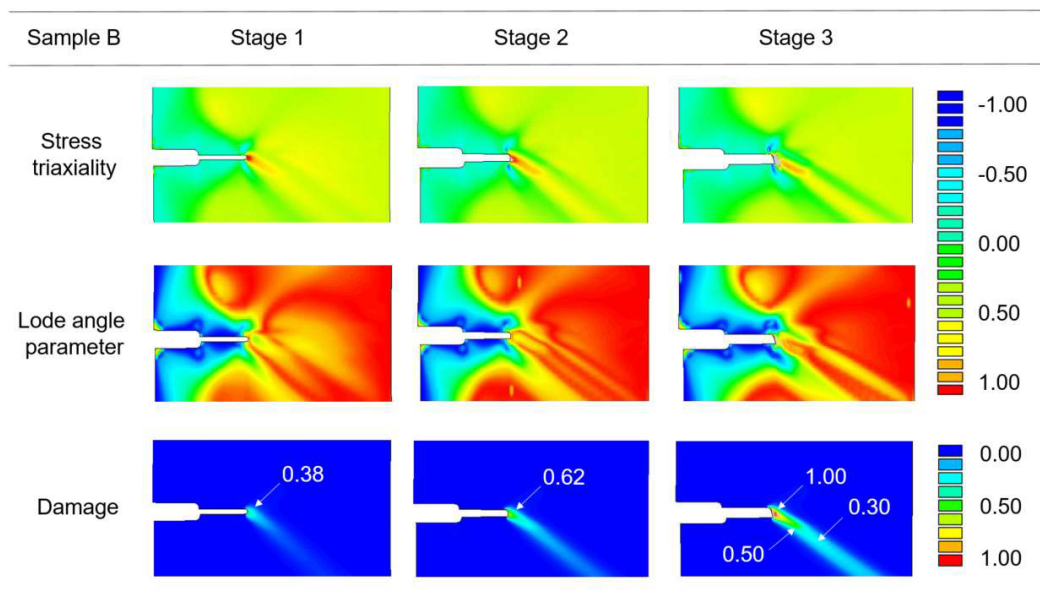 Sample B Stage 1 Stage 2 Stage 3
Stress
triaxiality
-1.00
-0.50
0.00
0.50
1.00
Lode angle
parameter
Damage
0.38
0.62
1.00
0.30
0.50
0.00
0.50
1.00